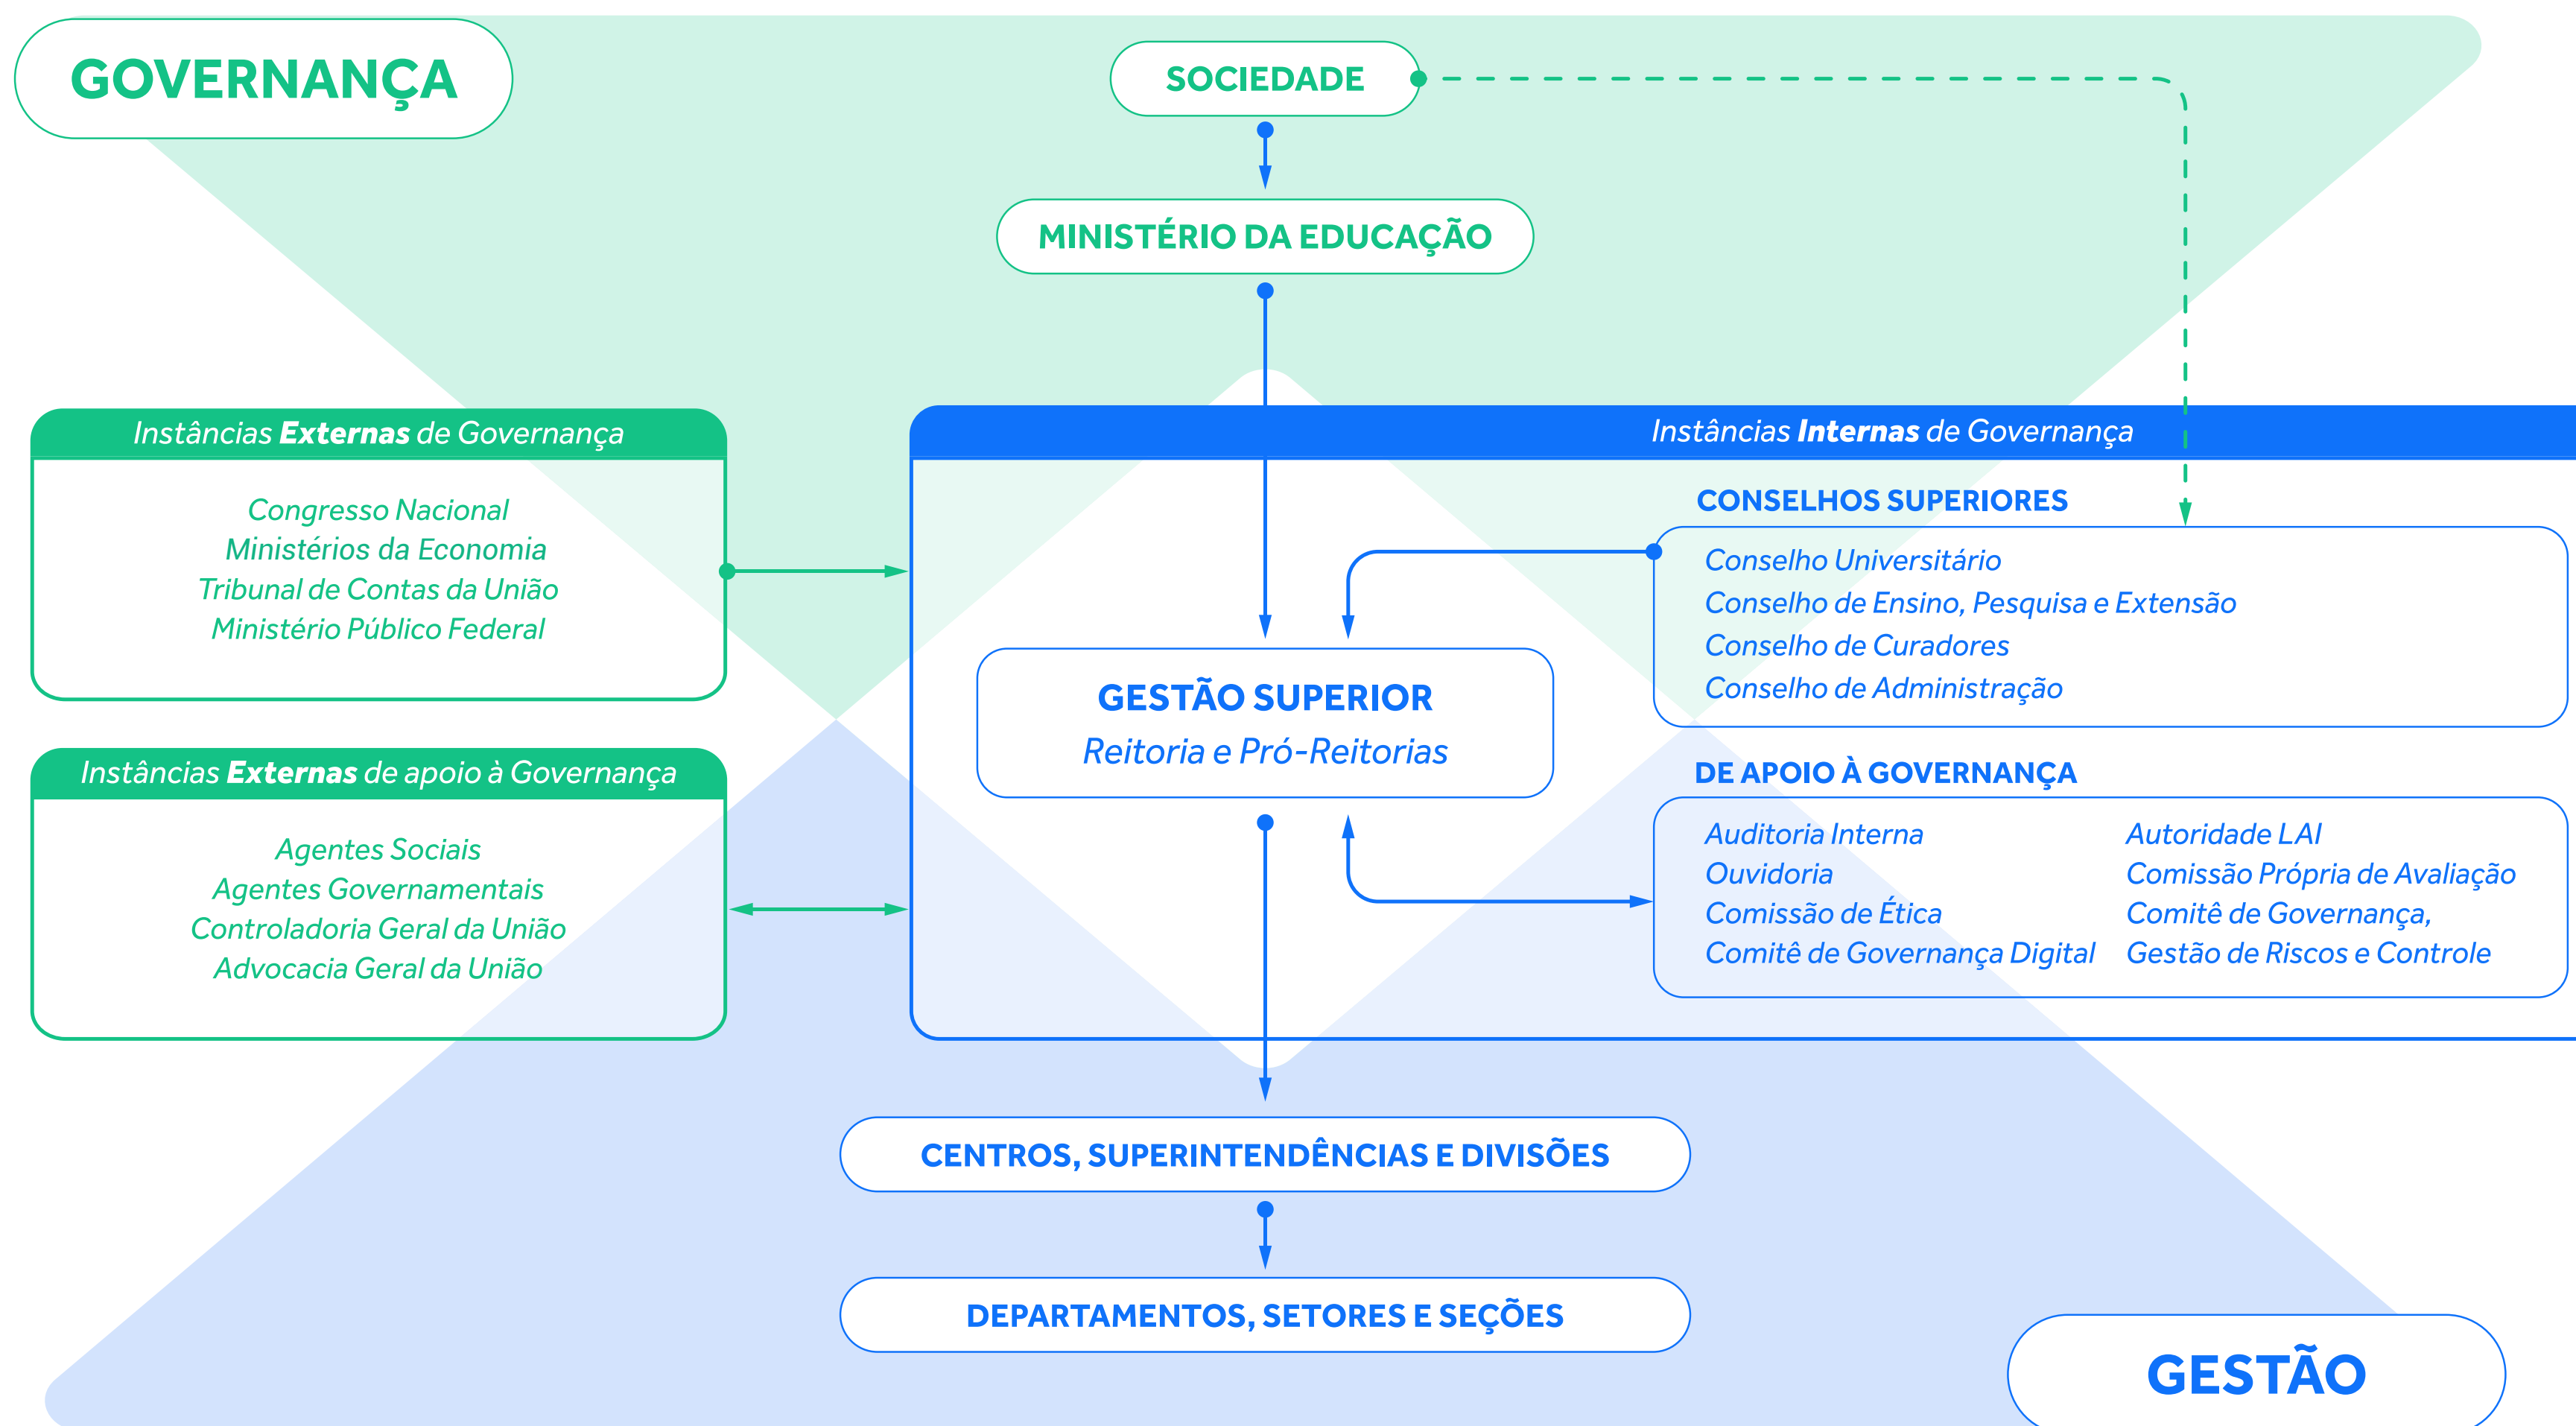 GOVERNANÇA
SOCIEDADE
MINISTÉRIO DA EDUCAÇÃO
Instâncias Externas de Governança
Congresso Nacional
Ministérios da Economia
Tribunal de Contas da União
Ministério Público Federal
Instâncias Externas de apoio à Governança
Agentes Sociais
Agentes Governamentais
Controladoria Geral da União
Advocacia Geral da União
Instâncias Internas de Governança
GESTÃO SUPERIOR
Reitoria e Pró-Reitorias
CONSELHOS SUPERIORES
Conselho Universitário
Conselho de Ensino, Pesquisa e Extensão
Conselho de Curadores
Conselho de Administração
DE APOIO À GOVERNANÇA
Auditoria Interna
Ouvidoria
Comissão de Ética
Comitê de Governança Digital
Autoridade LAI
Comissão Própria de Avaliação
Comitê de Governança,
Gestão de Riscos e Controle
CENTROS, SUPERINTENDÊNCIAS E DIVISÕES
DEPARTAMENTOS, SETORES E SEÇÕES
GESTÃO